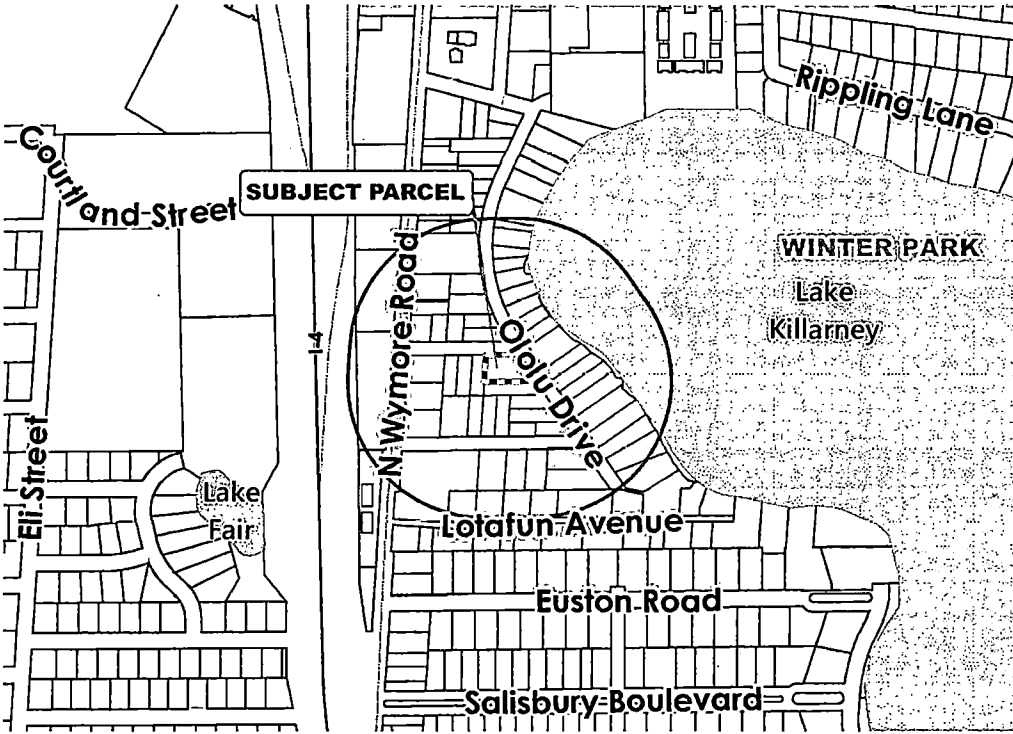 Rippling Lane
Courtland Street
SUBJECT PARCEL
WINTER PARK
Lake
Killarney
N Wymore Road
I-4
Ololu Drive
Eli Street
Lake
Fair
Lotafun Avenue
Euston Road
Salisbury Boulevard